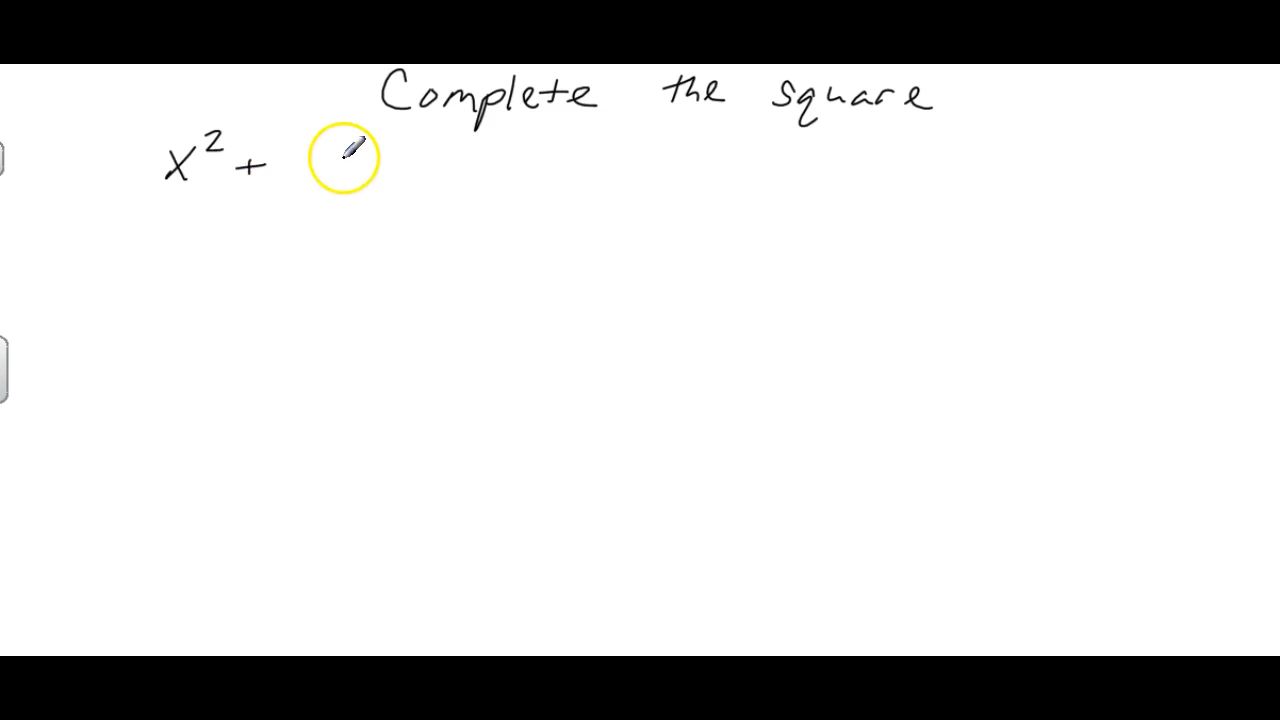 Complete the square
x² +